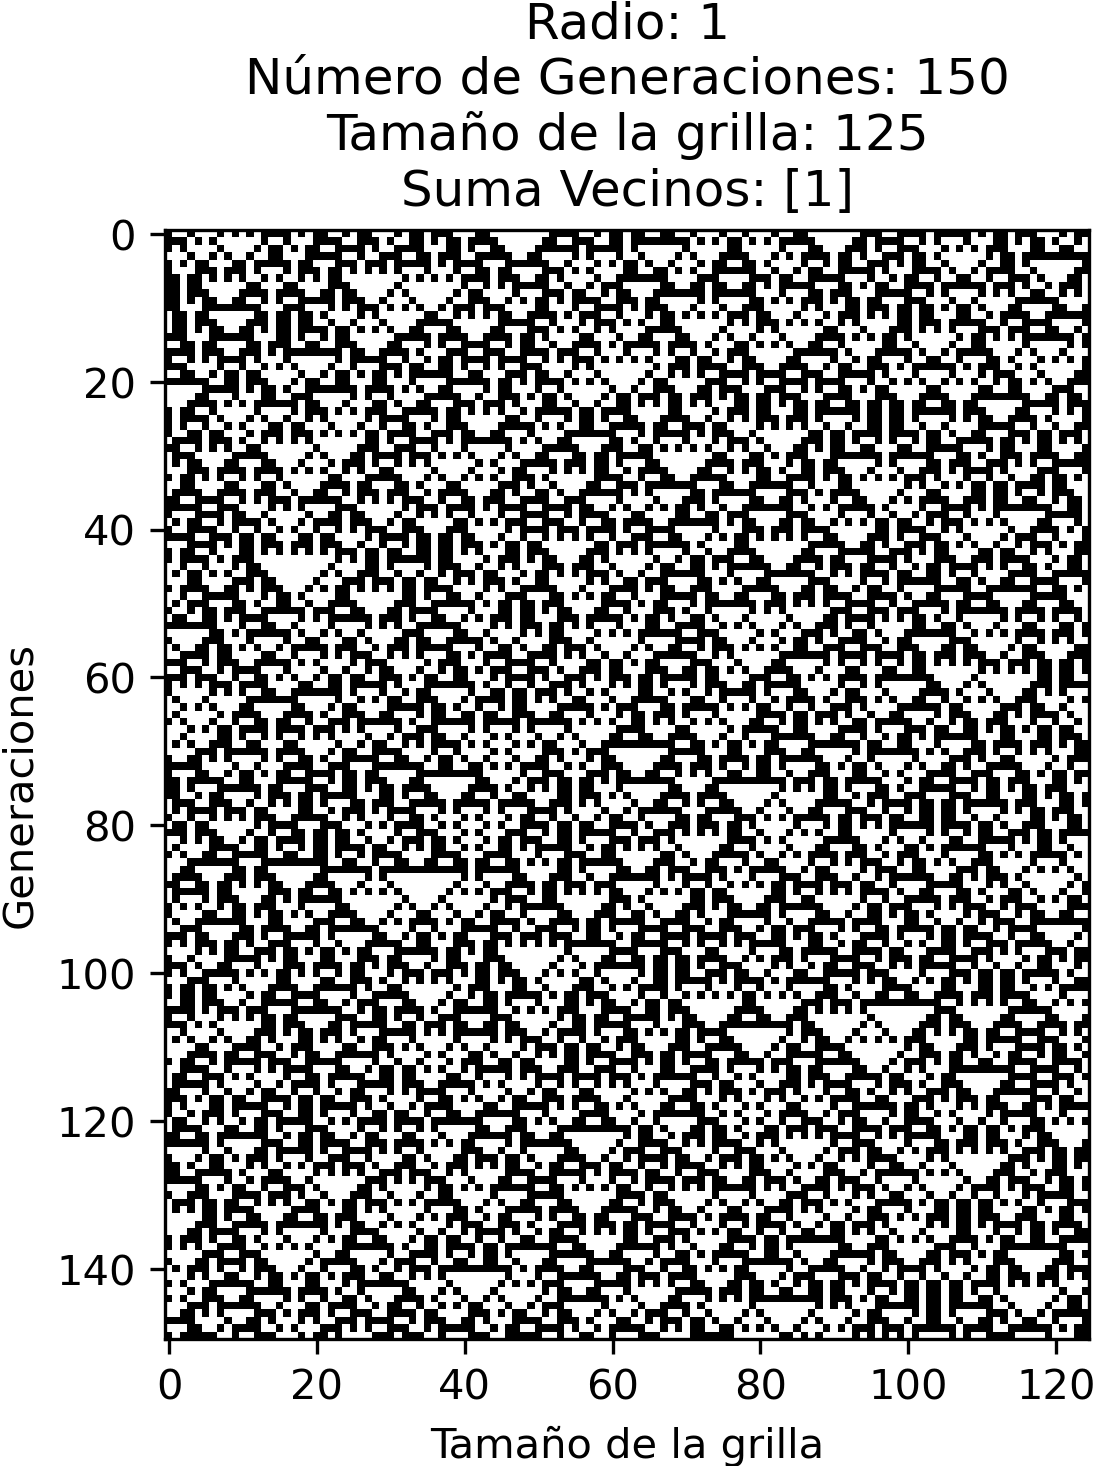 Radio: 1
Número de Generaciones: 150
Tamaño de la grilla: 125
Suma Vecinos: [1]
0
20
40
60
80
100
120
140
Generaciones
0 20 40 60 80 100 120
Tamaño de la grilla